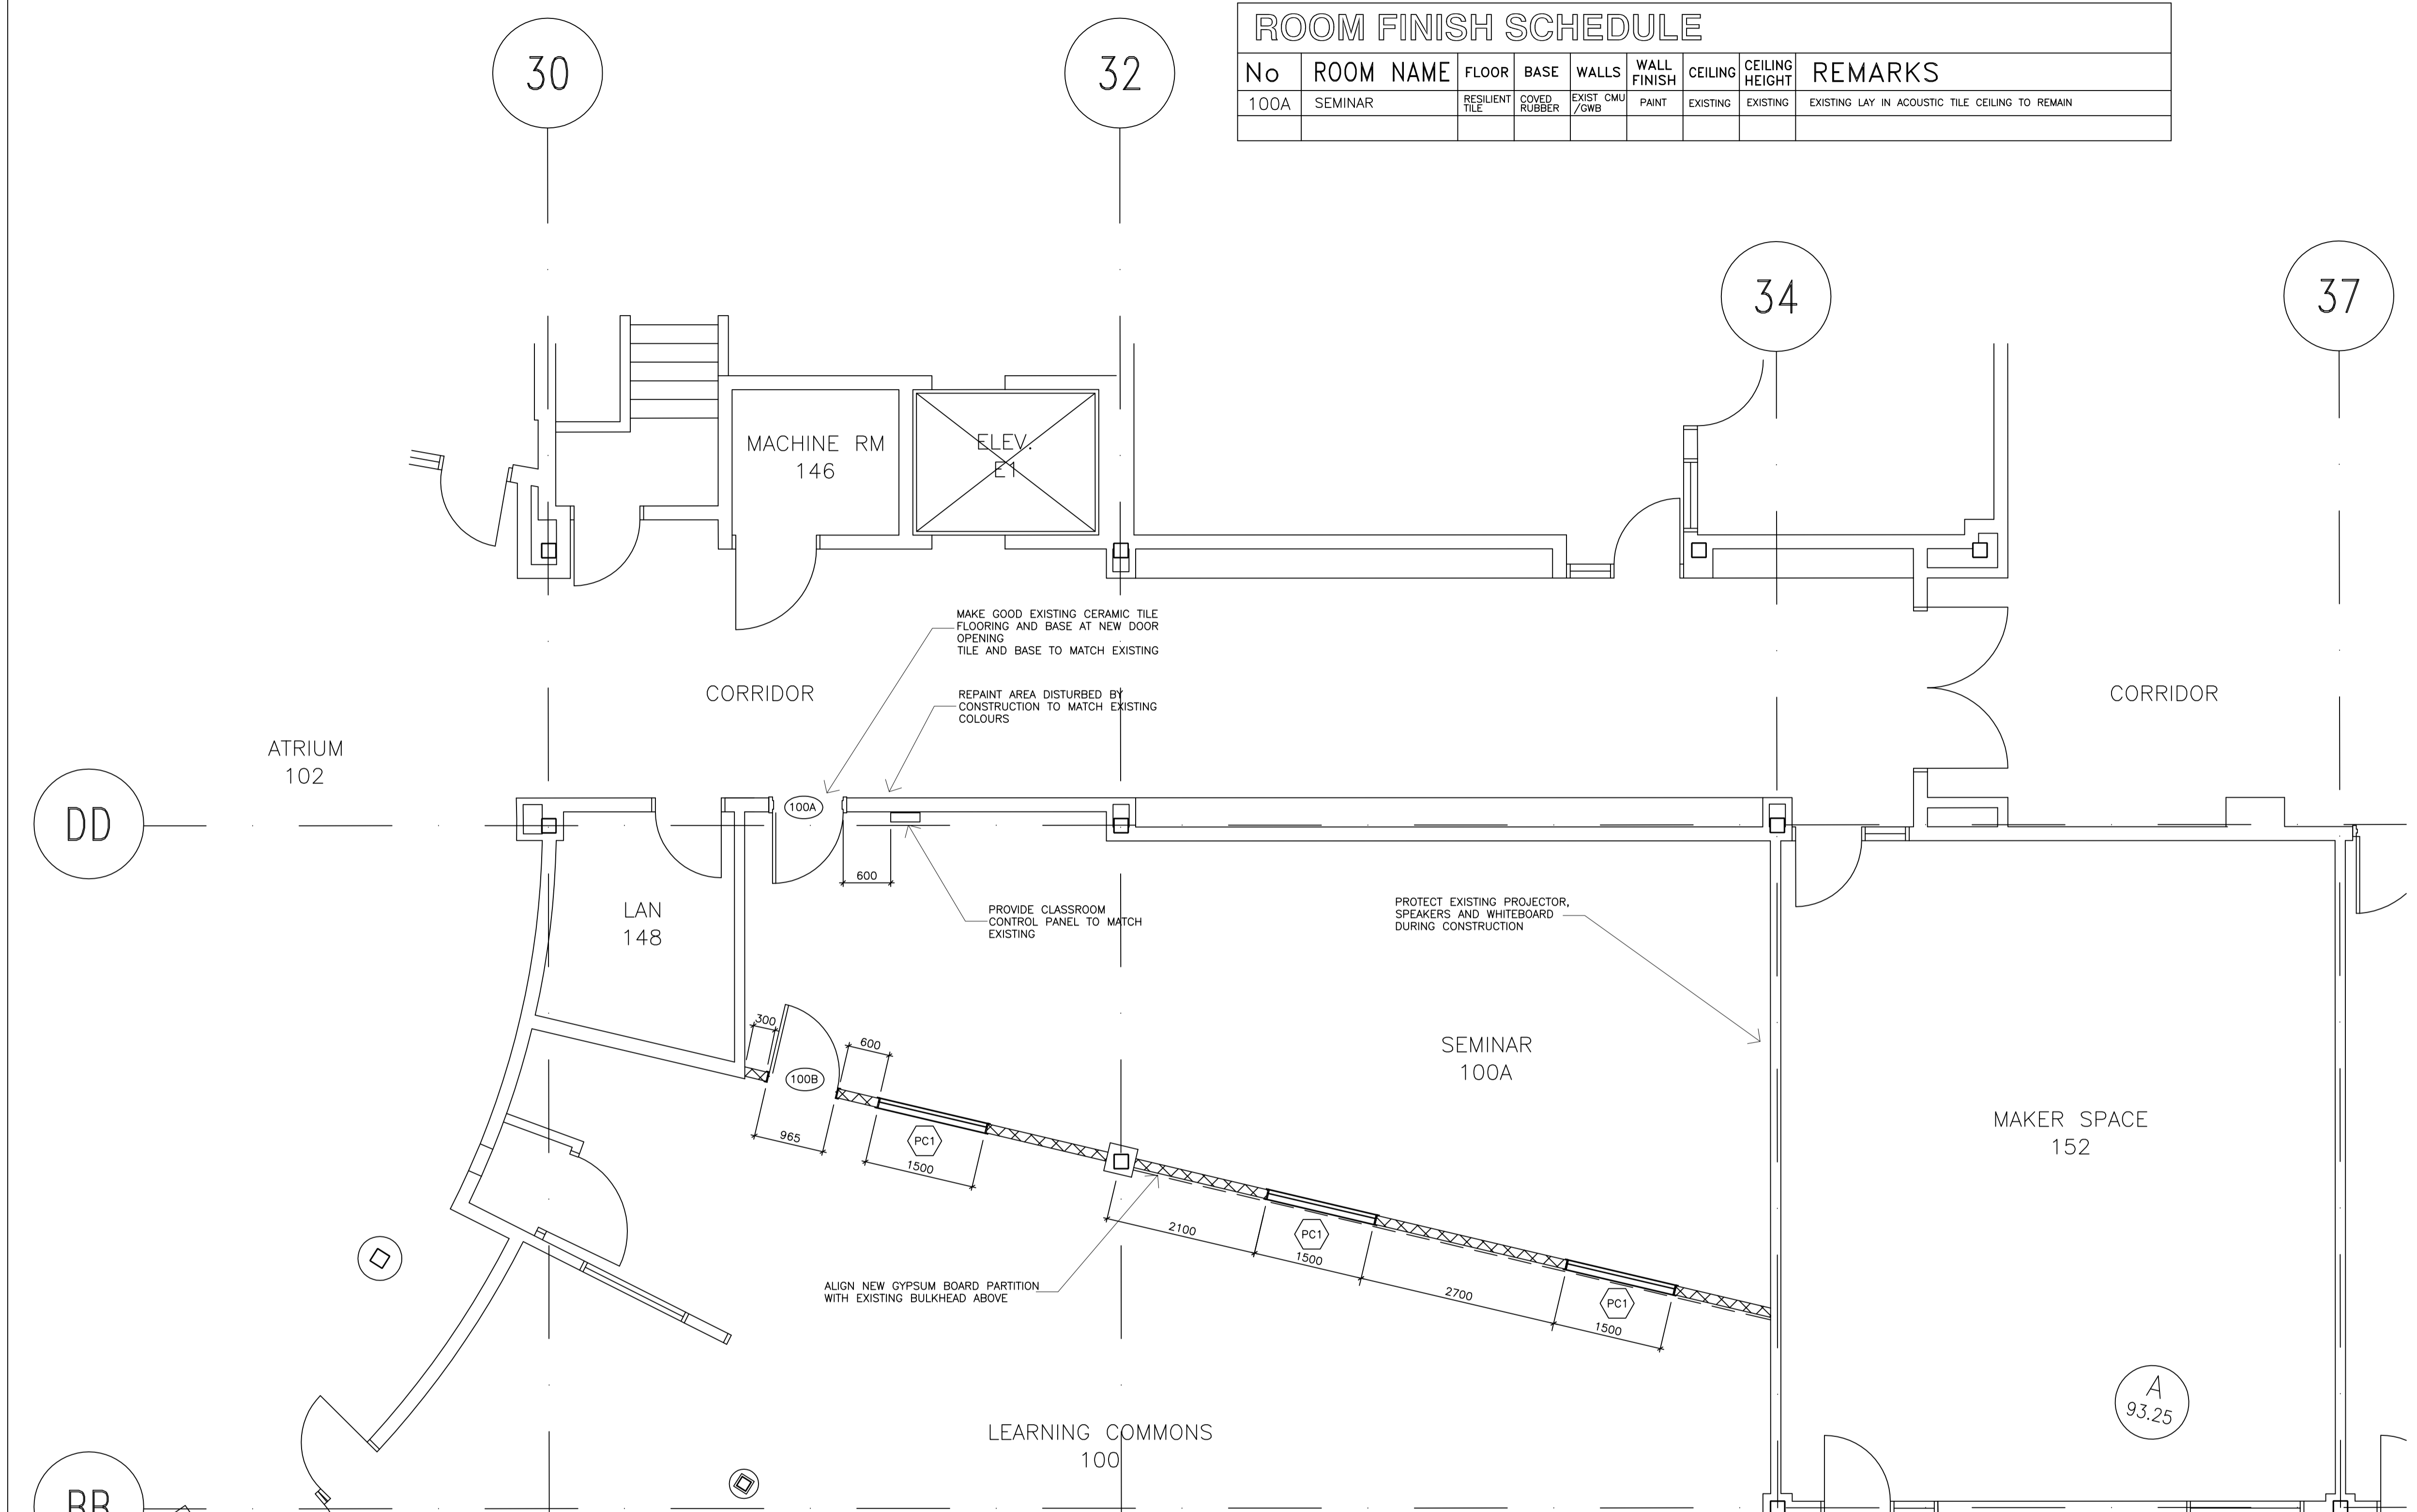 ROOM FINISH SCHEDULE
No ROOM NAME FLOOR BASE WALLS WALL FINISH CEILING CEILING HEIGHT REMARKS
100A SEMINAR RESILIENT TILE COVED RUBBER EXIST CMU /GWB PAINT EXISTING EXISTING EXISTING LAY IN ACOUSTIC TILE CEILING TO REMAIN
30
32
34
37
MACHINE RM
146
ELEV.
E1
MAKE GOOD EXISTING CERAMIC TILE
FLOORING AND BASE AT NEW DOOR
OPENING
TILE AND BASE TO MATCH EXISTING
REPAINT AREA DISTURBED BY
CONSTRUCTION TO MATCH EXISTING
COLOURS
CORRIDOR
CORRIDOR
ATRIUM
102
DD
100A
600
LAN
148
PROVIDE CLASSROOM
CONTROL PANEL TO MATCH
EXISTING
PROTECT EXISTING PROJECTOR,
SPEAKERS AND WHITEBOARD
DURING CONSTRUCTION
300
600
100B
965
PC1
1500
SEMINAR
100A
MAKER SPACE
152
2100
PC1
1500
2700
PC1
1500
ALIGN NEW GYPSUM BOARD PARTITION
WITH EXISTING BULKHEAD ABOVE
A
93.25
LEARNING COMMONS
100
BB